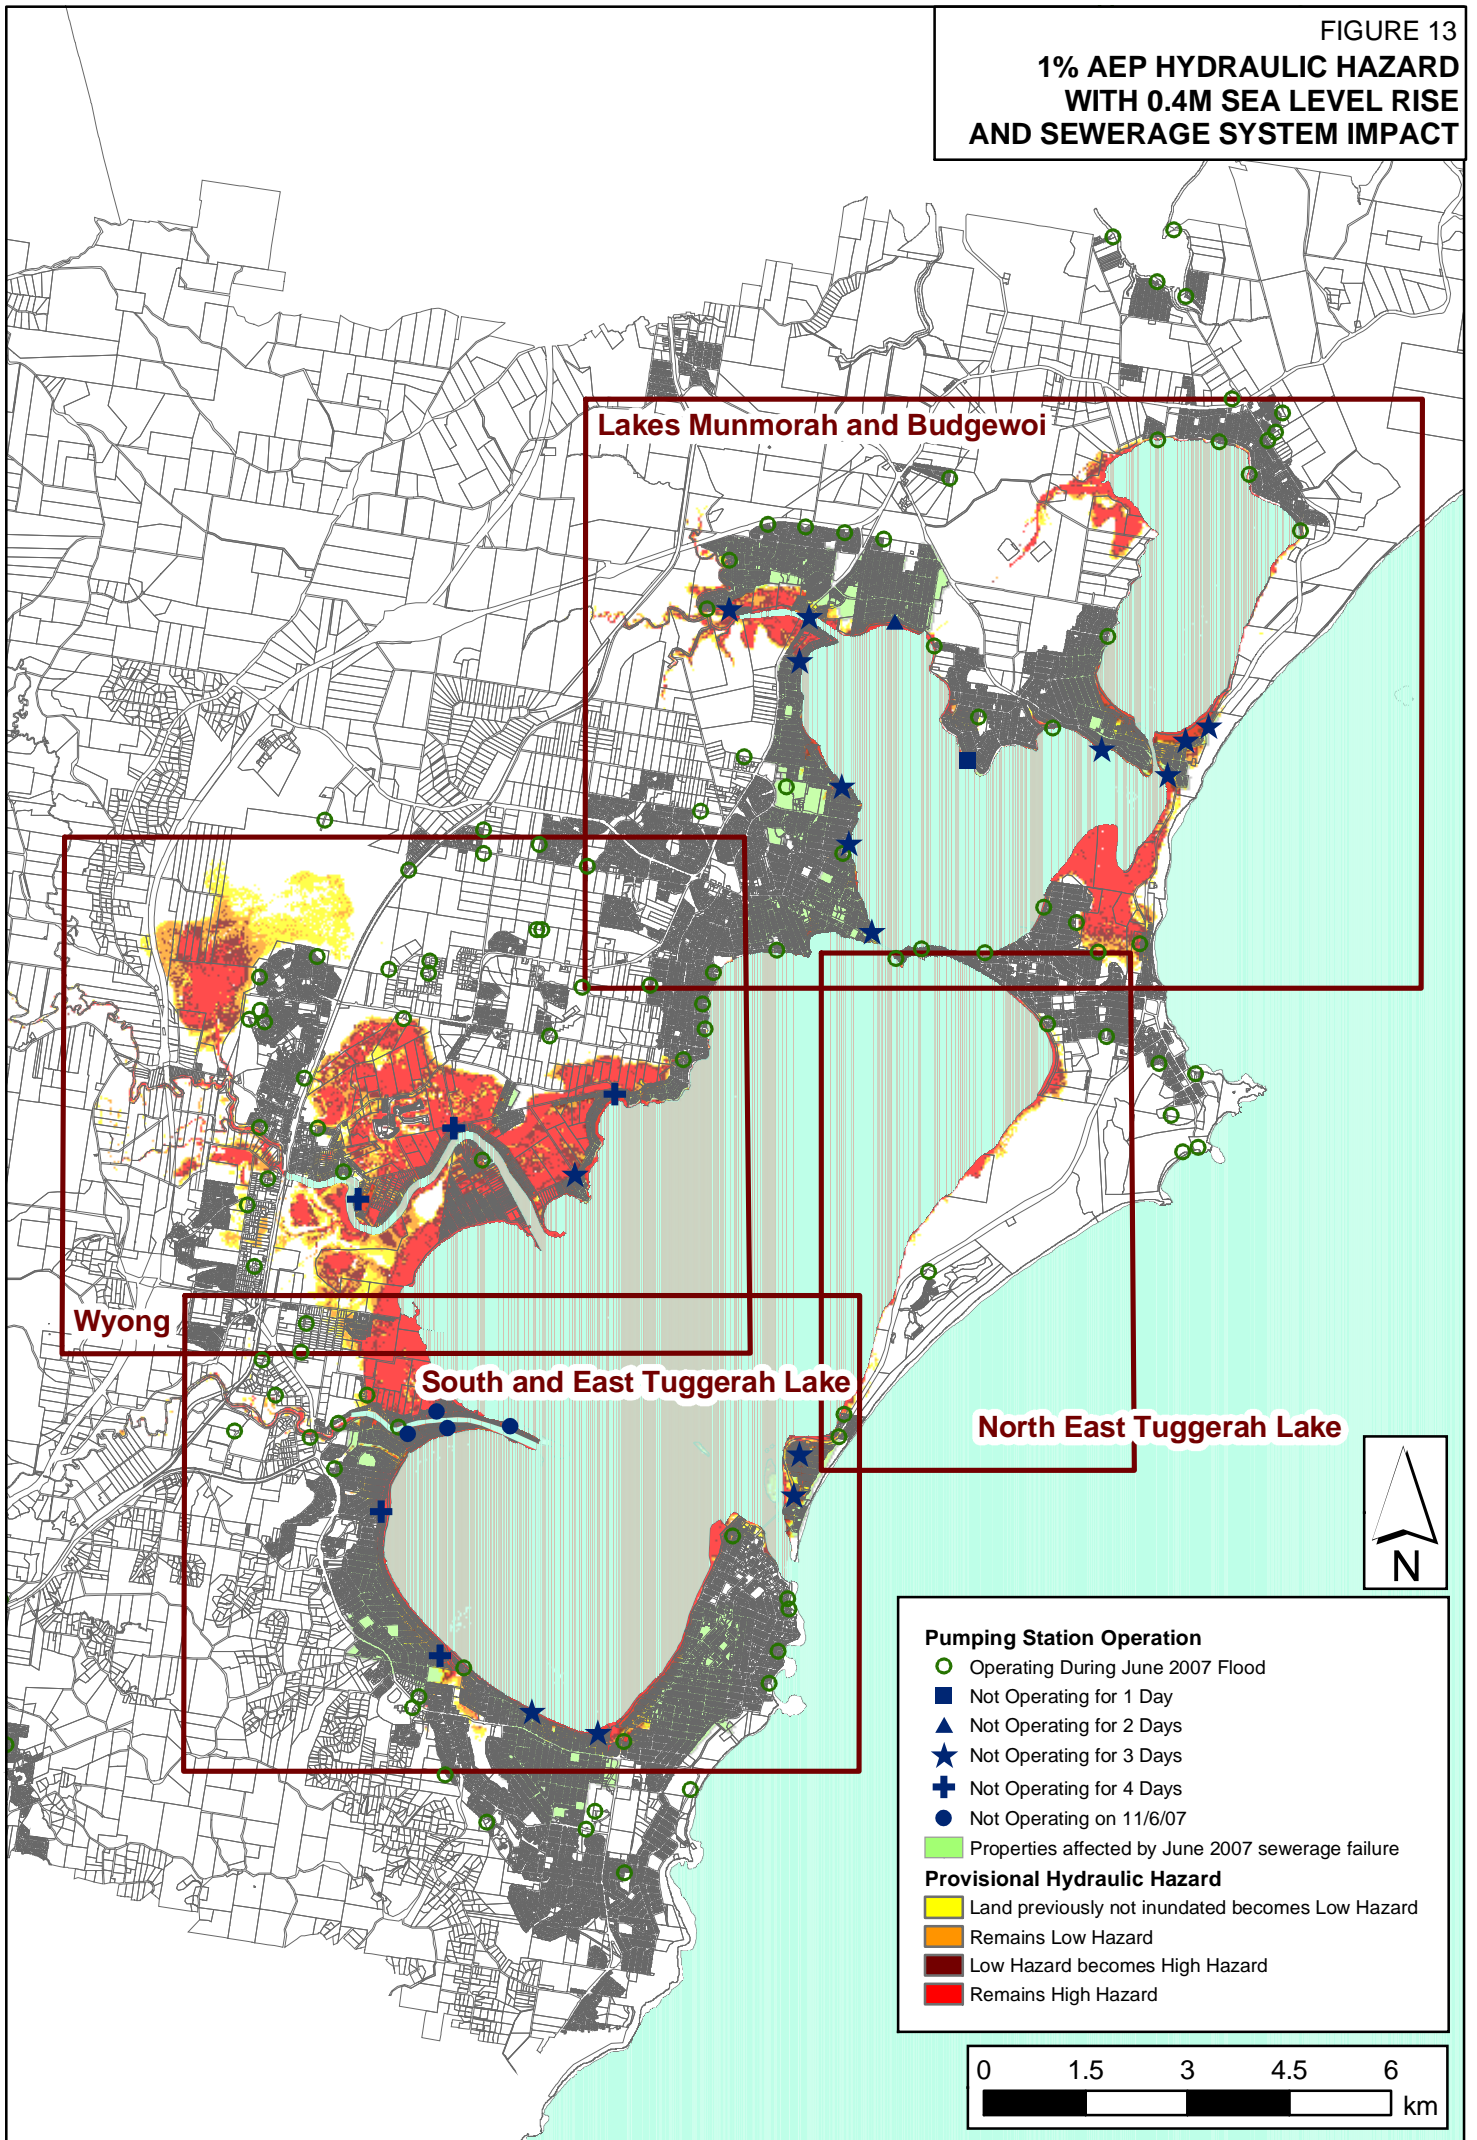 FIGURE 13
1% AEP HYDRAULIC HAZARD
WITH 0.4M SEA LEVEL RISE
AND SEWERAGE SYSTEM IMPACT
Lakes Munmorah and Budgewoi
Wyong
South and East Tuggerah Lake
North East Tuggerah Lake
N
Pumping Station Operation
Operating During June 2007 Flood
Not Operating for 1 Day
Not Operating for 2 Days
Not Operating for 3 Days
Not Operating for 4 Days
Not Operating on 11/6/07
Properties affected by June 2007 sewerage failure
Provisional Hydraulic Hazard
Land previously not inundated becomes Low Hazard
Remains Low Hazard
Low Hazard becomes High Hazard
Remains High Hazard
0 1.5 3 4.5 6
km